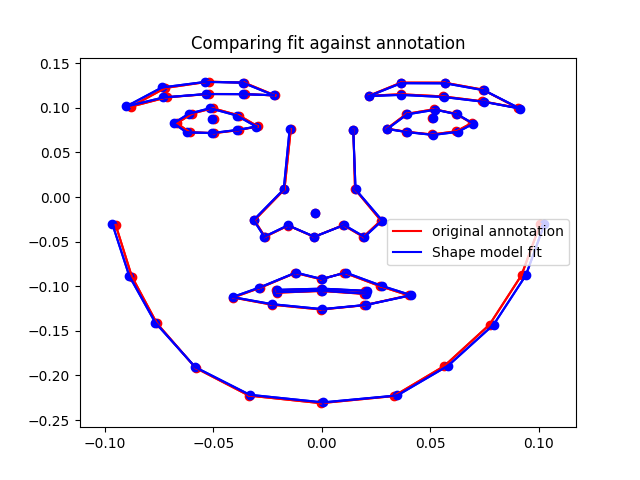 Comparing fit against annotation
0.15
0.10
0.05
0.00
−0.05
−0.10
−0.15
−0.20
−0.25
original annotation
Shape model fit
−0.10 −0.05 0.00 0.05 0.10